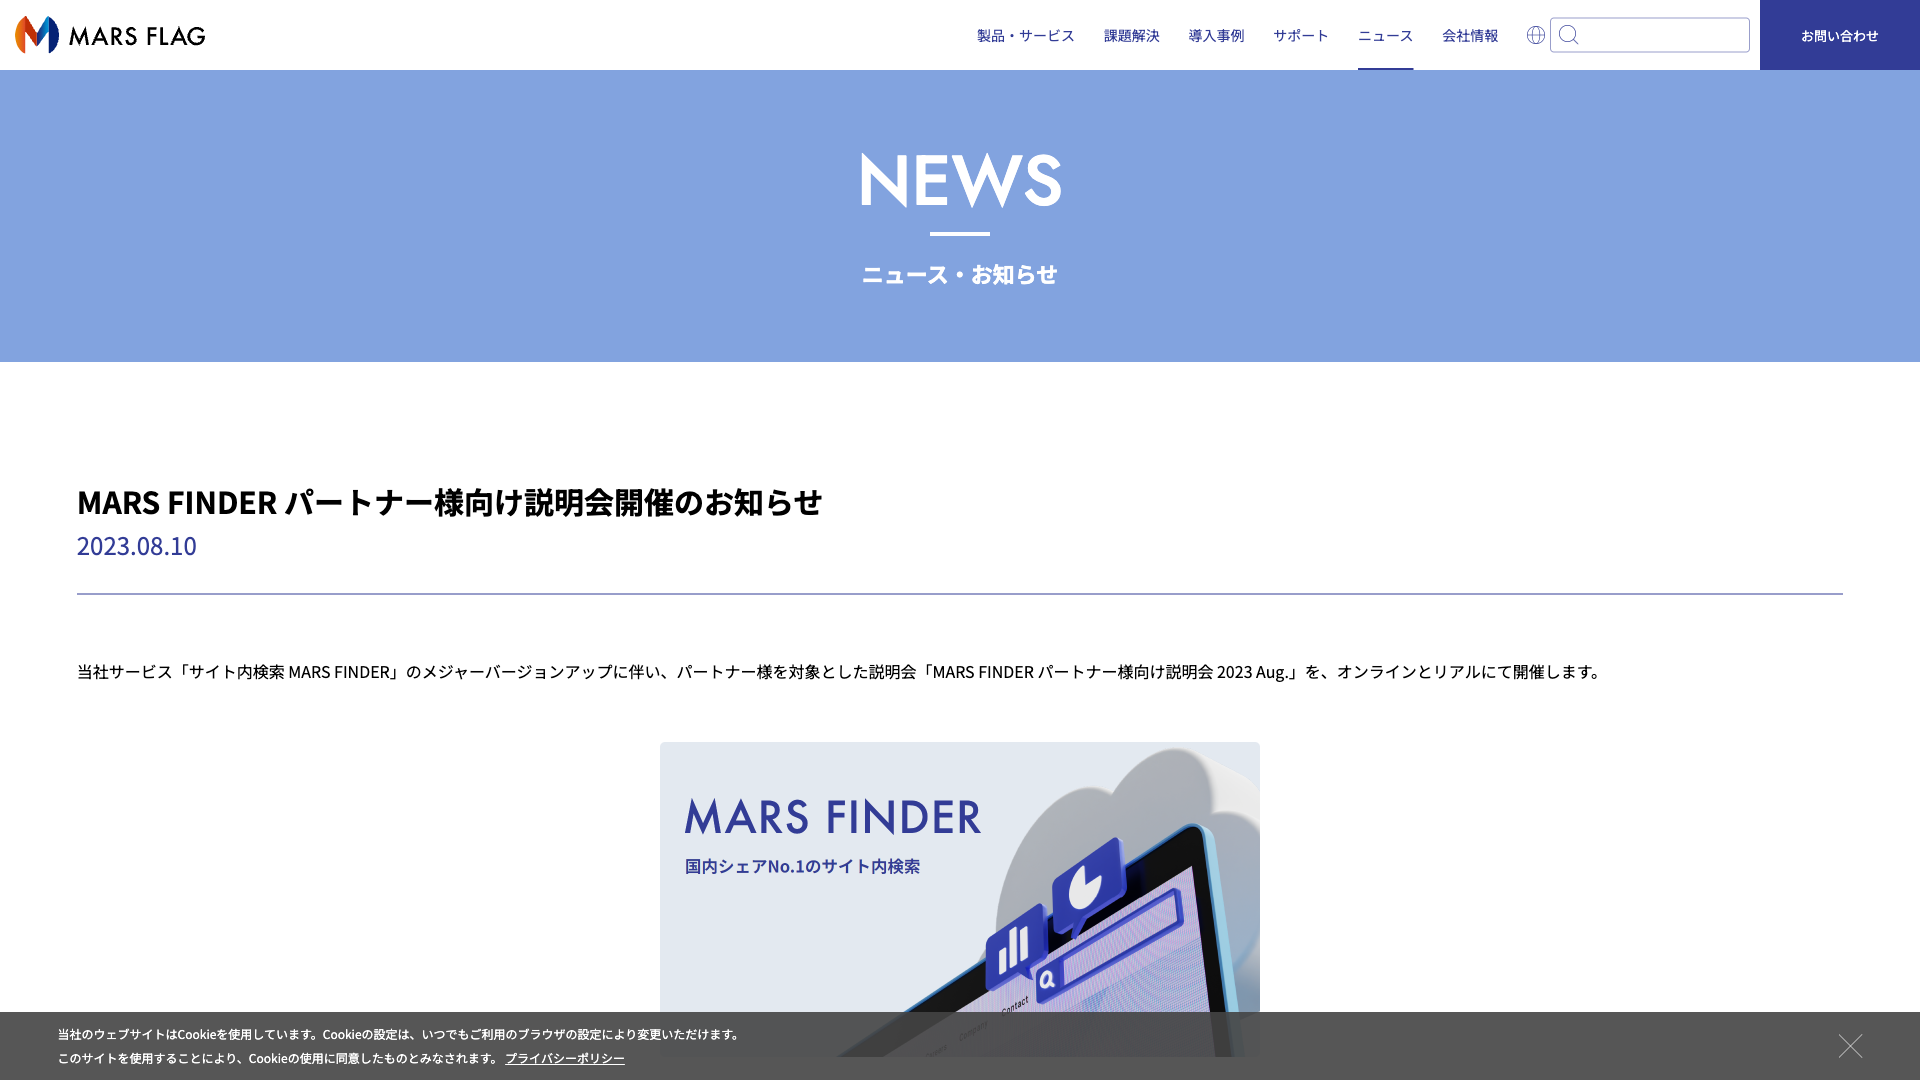 MARS FLAG
製品・サービス
課題解決
導入事例
サポート
ニュース
会社情報
お問い合わせ
NEWS
ニュース・お知らせ
MARS FINDER パートナー様向け説明会開催のお知らせ
2023.08.10
当社サービス「サイト内検索 MARS FINDER」のメジャーバージョンアップに伴い、パートナー様を対象とした説明会「MARS FINDER パートナー様向け説明会 2023 Aug.」を、オンラインとリアルにて開催します。
MARS FINDER
国内シェアNo.1のサイト内検索
Contact
Company
当社のウェブサイトはCookieを使用しています。Cookieの設定は、いつでもご利用のブラウザの設定により変更いただけます。
このサイトを使用することにより、Cookieの使用に同意したものとみなされます。 プライバシーポリシー